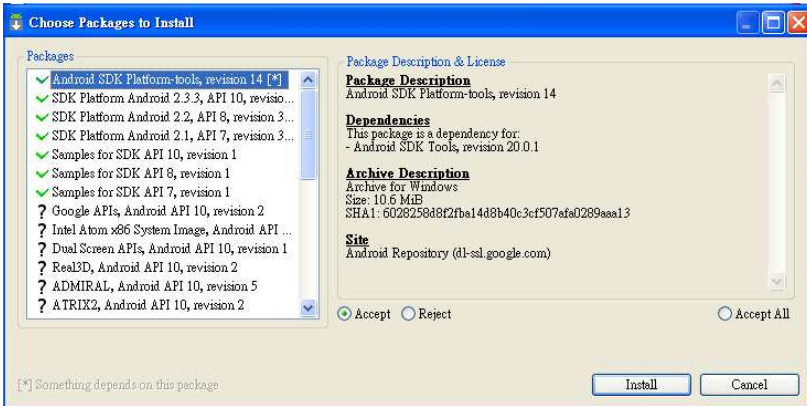 Choose Packages to Install
Packages
Android SDK Platform-tools, revision 14 [*]
SDK Platform Android 2.3.3, API 10, revisio...
SDK Platform Android 2.2, API 8, revision 3...
SDK Platform Android 2.1, API 7, revision 3...
Samples for SDK API 10, revision 1
Samples for SDK API 8, revision 1
Samples for SDK API 7, revision 1
? Google APIs, Android API 10, revision 2
? Intel Atom x86 System Image, Android API ...
? Dual Screen APIs, Android API 10, revision 1
? Real3D, Android API 10, revision 2
? ADMIRAL, Android API 10, revision 5
? ATRIX2, Android API 10, revision 2
Package Description & License
Package Description
Android SDK Platform-tools, revision 14
Dependencies
This package is a dependency for:
- Android SDK Tools, revision 20.0.1
Archive Description
Archive for Windows
Size: 10.6 MiB
SHA1: 6028258d8f2fba14d8b40c3cf507afa0289aaa13
Site
Android Repository (dl-ssl.google.com)
Accept Reject Accept All
[*] Something depends on this package
Install Cancel